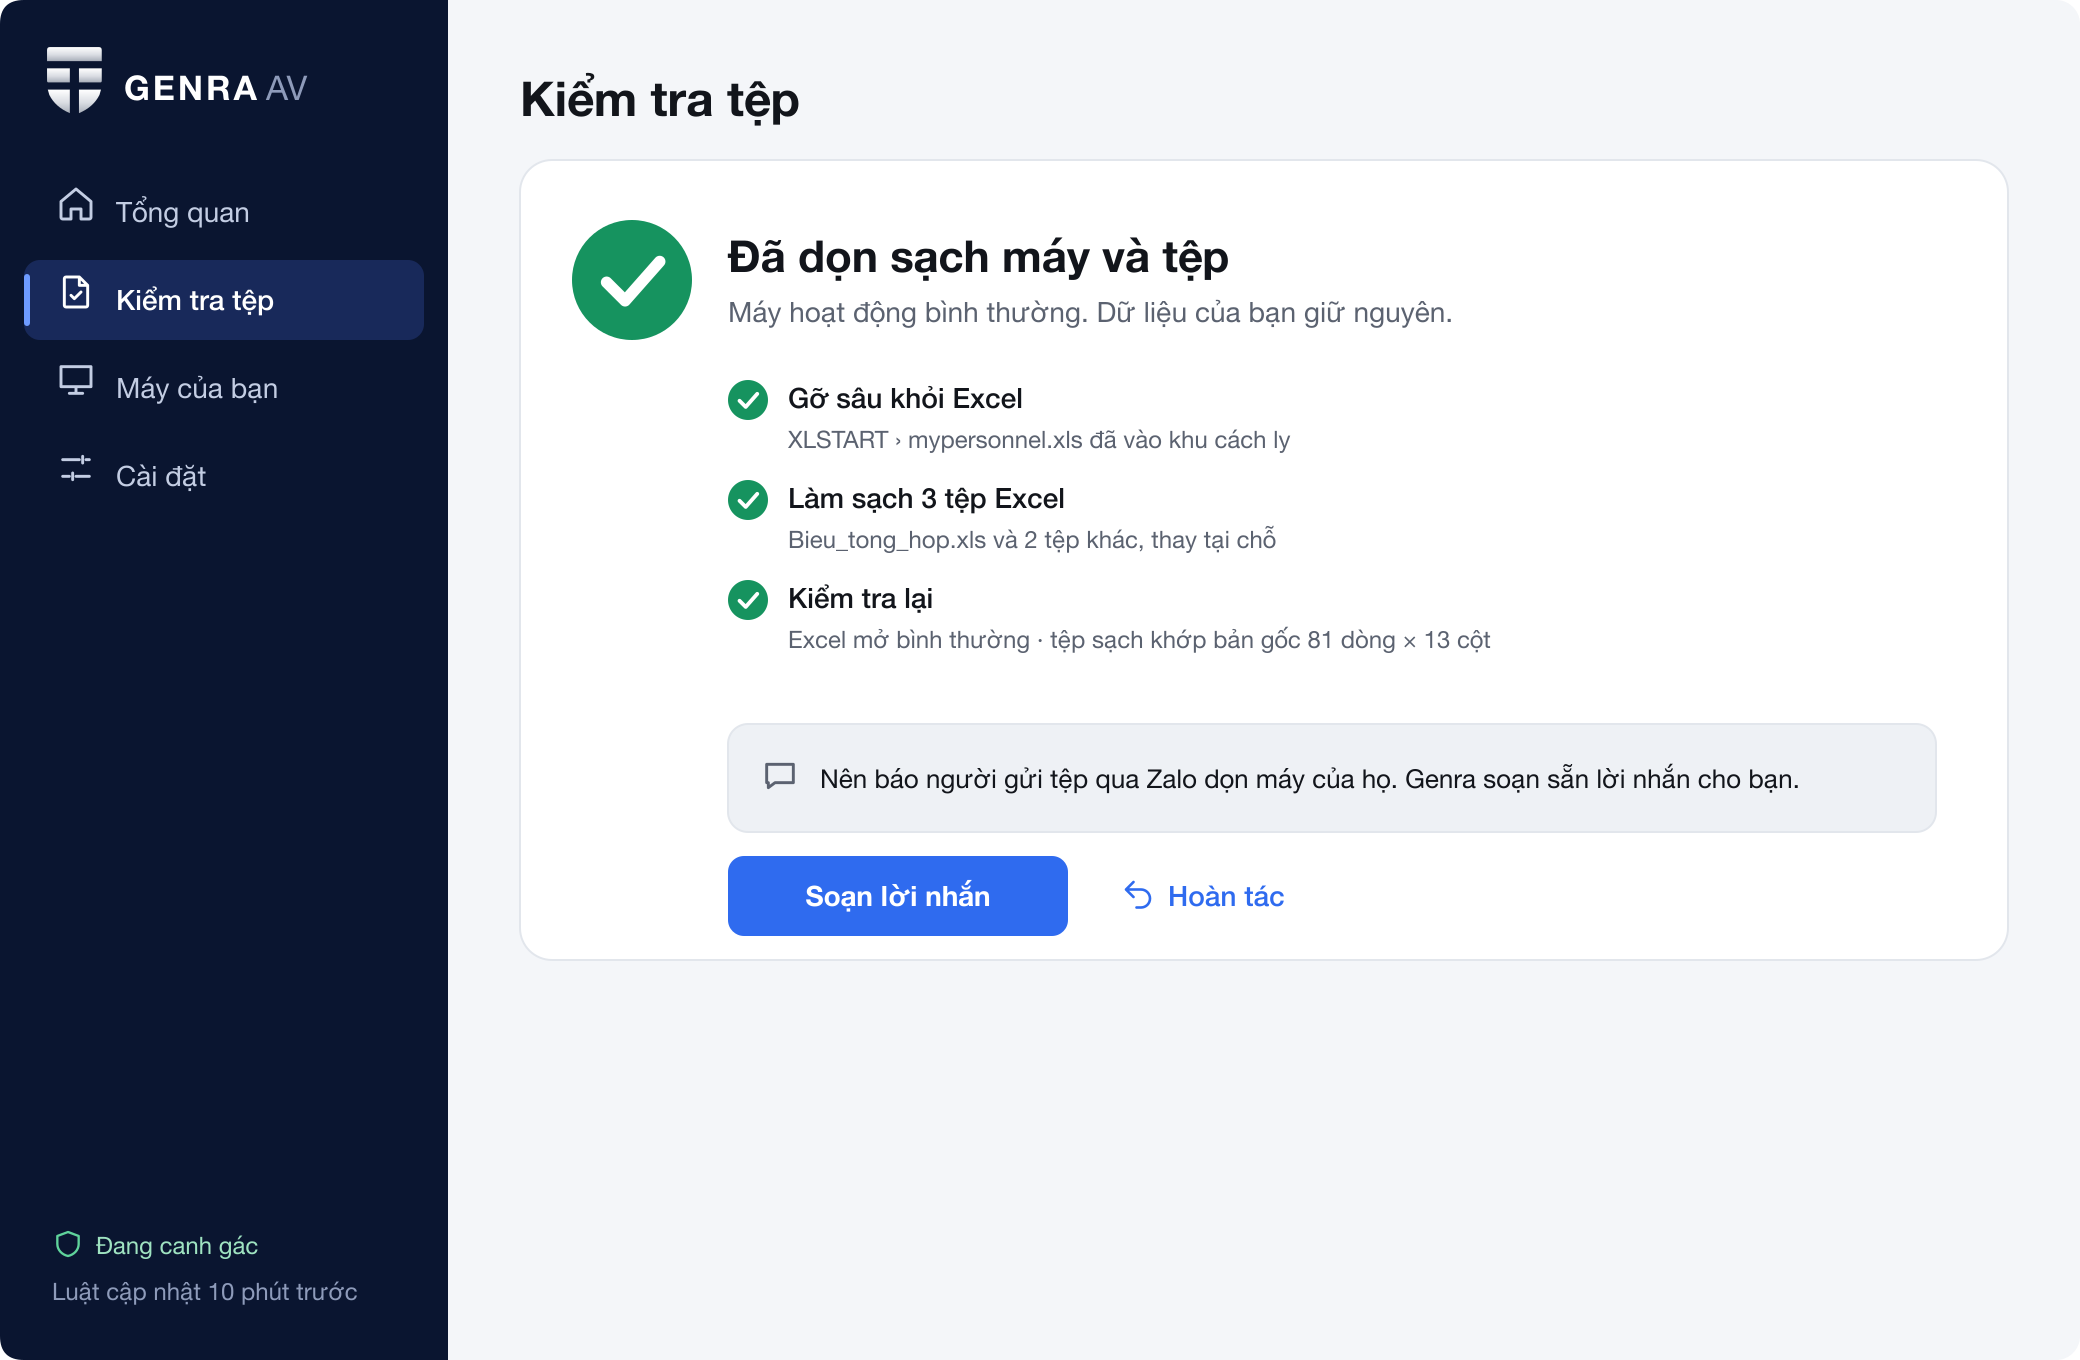 GENRA AV
Tổng quan
Kiểm tra tệp
Máy của bạn
Cài đặt
Đang canh gác
Luật cập nhật 10 phút trước
Kiểm tra tệp
Đã dọn sạch máy và tệp
Máy hoạt động bình thường. Dữ liệu của bạn giữ nguyên.
Gỡ sâu khỏi Excel
XLSTART › mypersonnel.xls đã vào khu cách ly
Làm sạch 3 tệp Excel
Bieu_tong_hop.xls và 2 tệp khác, thay tại chỗ
Kiểm tra lại
Excel mở bình thường · tệp sạch khớp bản gốc 81 dòng × 13 cột
Nên báo người gửi tệp qua Zalo dọn máy của họ. Genra soạn sẵn lời nhắn cho bạn.
Soạn lời nhắn
Hoàn tác